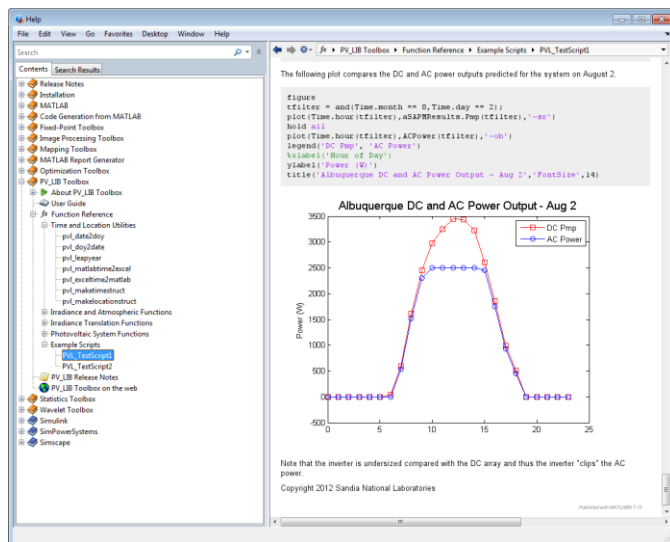 Help
File Edit View Go Favorites Desktop Window Help
Search
Contents Search Results
Release Notes
Installation
MATLAB
Code Generation from MATLAB
Fixed-Point Toolbox
Image Processing Toolbox
Mapping Toolbox
MATLAB Report Generator
Optimization Toolbox
PV_LIB Toolbox
About PV_LIB Toolbox
User Guide
fx Function Reference
Time and Location Utilities
pvl_date2doy
pvl_doy2date
pvl_leapyear
pvl_matlabtime2excel
pvl_exceltime2matlab
pvl_maketimestruct
pvl_makelocationstruct
Irradiance and Atmospheric Functions
Irradiance Translation Functions
Photovoltaic System Functions
Example Scripts
PVL_TestScript1
PVL_TestScript2
PV_LIB Release Notes
PV_LIB Toolbox on the web
Statistics Toolbox
Wavelet Toolbox
Simulink
SimPowerSystems
Simscape
fx PV_LIB Toolbox Function Reference Example Scripts PVL_TestScript1
The following plot compares the DC and AC power outputs predicted for the system on August 2.
figure
tfilter = and(Time.month == 8,Time.day == 2);
plot(Time.hour(tfilter),aSAPMResults.Pmp(tfilter),'-sr')
hold all
plot(Time.hour(tfilter),ACPower(tfilter),'-ob')
legend('DC Pmp', 'AC Power')
%xlabel('Hour of Day')
ylabel('Power (W)')
title('Albuquerque DC and AC Power Output - Aug 2','FontSize',14)
Albuquerque DC and AC Power Output - Aug 2
DC Pmp
AC Power
Power (W)
3500
3000
2500
2000
1500
1000
500
0
-500
0 5 10 15 20 25
Note that the inverter is undersized compared with the DC array and thus the inverter "clips" the AC
power.
Copyright 2012 Sandia National Laboratories